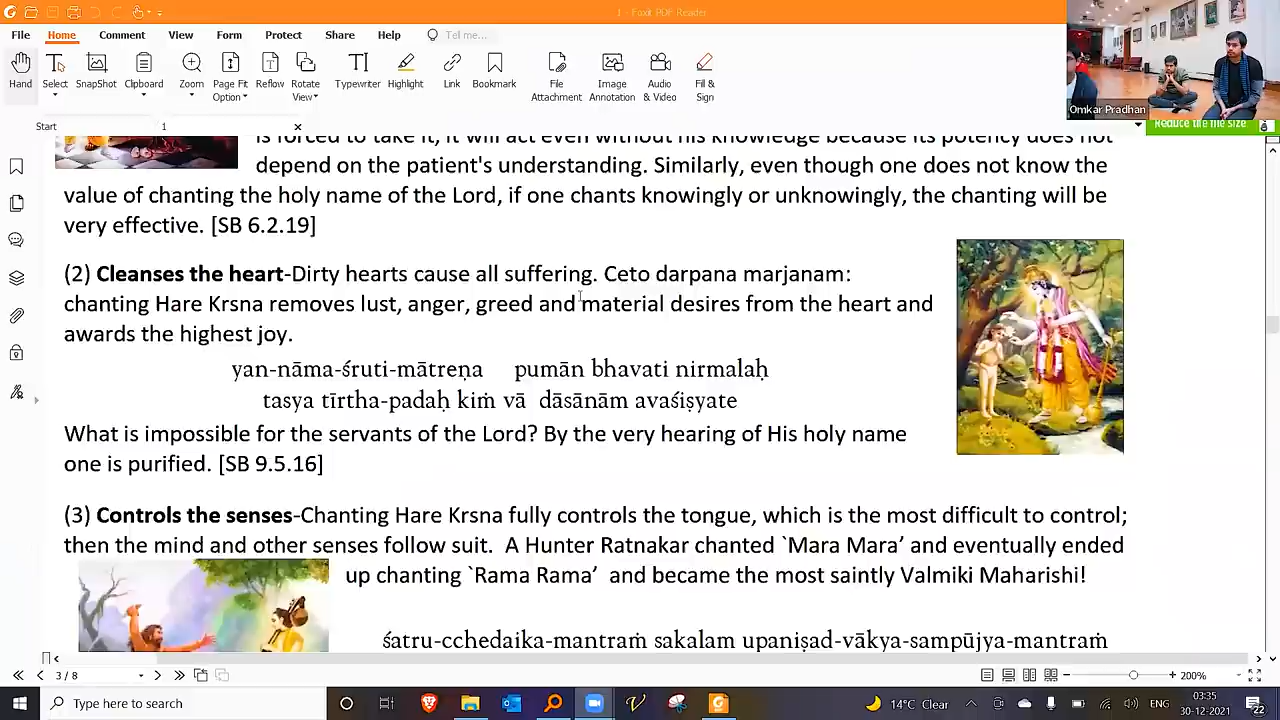 1 - Foxit PDF Reader
File Home Comment View Form Protect Share Help Tell me...
Hand Select SnapShot Clipboard Zoom Page Fit Option Reflow Rotate View Typewriter Highlight Link Bookmark File Attachment Image Annotation Audio & Video Fill & Sign
Omkar Pradhan
Start 1
Reduce the file size
is forced to take it, it will act even without his knowledge because its potency does not
depend on the patient's understanding. Similarly, even though one does not know the
value of chanting the holy name of the Lord, if one chants knowingly or unknowingly, the chanting will be
very effective. [SB 6.2.19]
(2) Cleanses the heart-Dirty hearts cause all suffering. Ceto darpana marjanam:
chanting Hare Krsna removes lust, anger, greed and material desires from the heart and
awards the highest joy.
yan-nāma-śruti-mātreṇa pumān bhavati nirmalaḥ
tasya tīrtha-padaḥ kiṁ vā dāsānām avaśiṣyate
What is impossible for the servants of the Lord? By the very hearing of His holy name
one is purified. [SB 9.5.16]
(3) Controls the senses-Chanting Hare Krsna fully controls the tongue, which is the most difficult to control;
then the mind and other senses follow suit. A Hunter Ratnakar chanted `Mara Mara’ and eventually ended
up chanting `Rama Rama’ and became the most saintly Valmiki Maharishi!
śatru-cchedaika-mantraṁ sakalam upaniṣad-vākya-sampūjya-mantraṁ
3 / 8 200%
Type here to search 14°C Clear ENG 03:35
30-12-2021 22